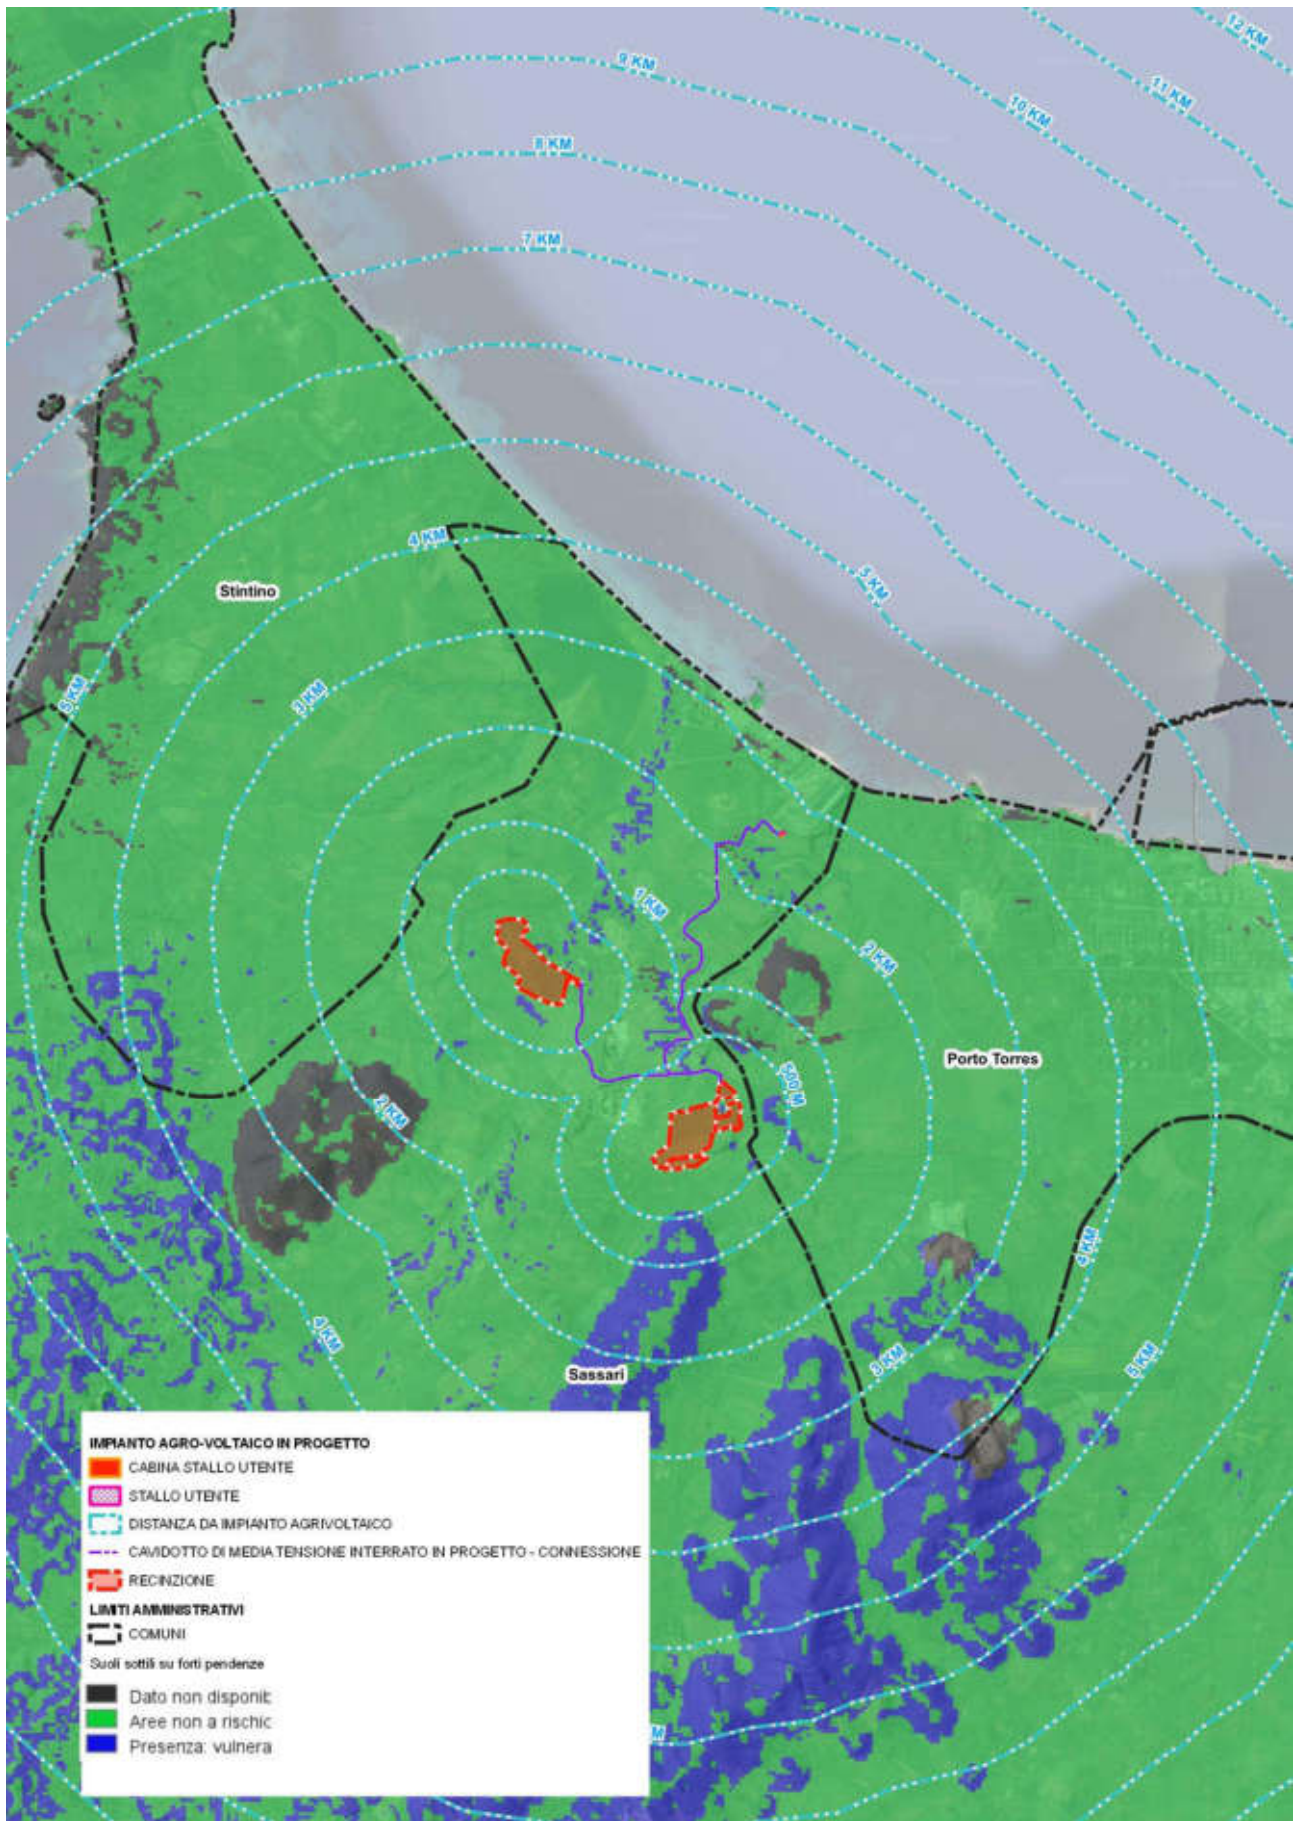 12 KM
9 KM
11 KM
10 KM
8 KM
7 KM
4 KM
5 KM
Stintino
3 KM
5 KM
1 KM
2 KM
Porto Torres
500 M
2 KM
4 KM
4 KM
3 KM
5 KM
Sassari
IMPIANTO AGRO-VOLTAICO IN PROGETTO
CABINA STALLO UTENTE
STALLO UTENTE
DISTANZA DA IMPIANTO AGRIVOLTAICO
CAVIDOTTO DI MEDIA TENSIONE INTERRATO IN PROGETTO - CONNESSIONE
RECINZIONE
LIMITI AMMINISTRATIVI
COMUNI
Suoli sottili su forti pendenze
Dato non disponit
Aree non a rischic
M
Presenza: vulnera